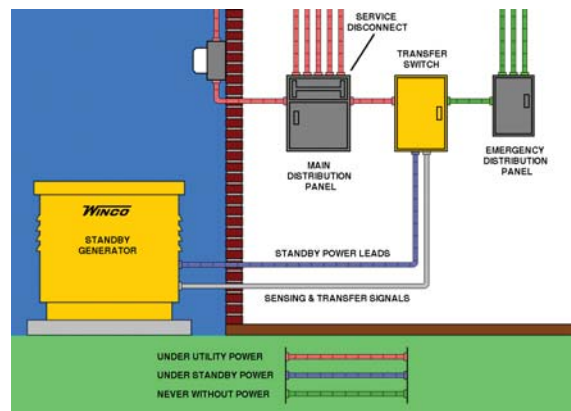 SERVICE
DISCONNECT
TRANSFER
SWITCH
MAIN
DISTRIBUTION
PANEL
EMERGENCY
DISTRIBUTION
PANEL
WINCO
STANDBY
GENERATOR
STANDBY POWER LEADS
SENSING & TRANSFER SIGNALS
UNDER UTILITY POWER
UNDER STANDBY POWER
NEVER WITHOUT POWER